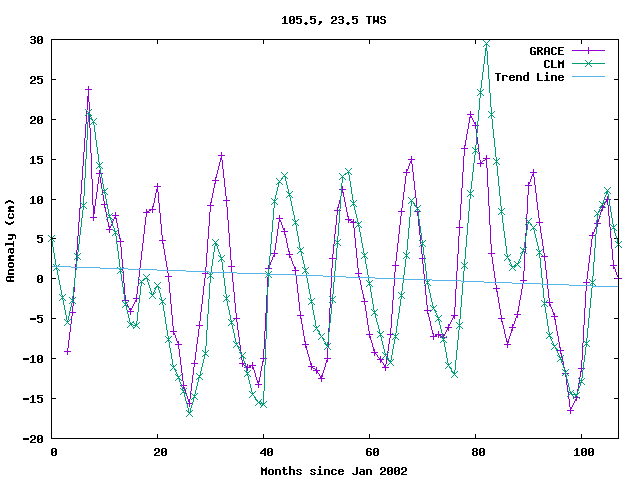 105.5, 23.5 TWS
GRACE
CLM
Trend Line
30
25
20
15
10
5
0
-5
-10
-15
-20
Anomaly (cm)
0 20 40 60 80 100
Months since Jan 2002